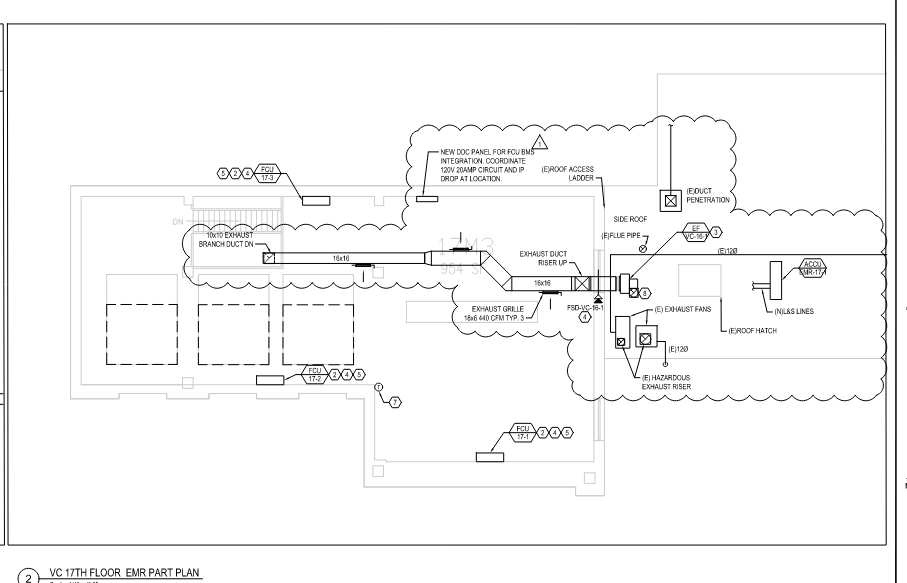 NEW DDC PANEL FOR FCU BMS
INTEGRATION. COORDINATE
120V 20AMP CIRCUIT AND IP
DROP AT LOCATION.
1
(E)ROOF ACCESS
LADDER
5 2 4 FCU
17-3
(E)DUCT
PENETRATION
DN
SIDE ROOF
10x10 EXHAUST
BRANCH DUCT DN
17M3
954 SF
(E)FLUE PIPE
EF
VC-16-1
3
(E)12Ø
16x16
EXHAUST DUCT
RISER UP
ACCU
EMR-17-1
16x16
8
EXHAUST GRILLE
18x6 440 CFM TYP. 3
FSD-VC-16-1
4
(E) EXHAUST FANS
(N)L&S LINES
(E)ROOF HATCH
(E)12Ø
(E) HAZARDOUS
EXHAUST RISER
FCU
17-2
2 4 5
T
7
FCU
17-1
2 4 5
2
VC 17TH FLOOR EMR PART PLAN